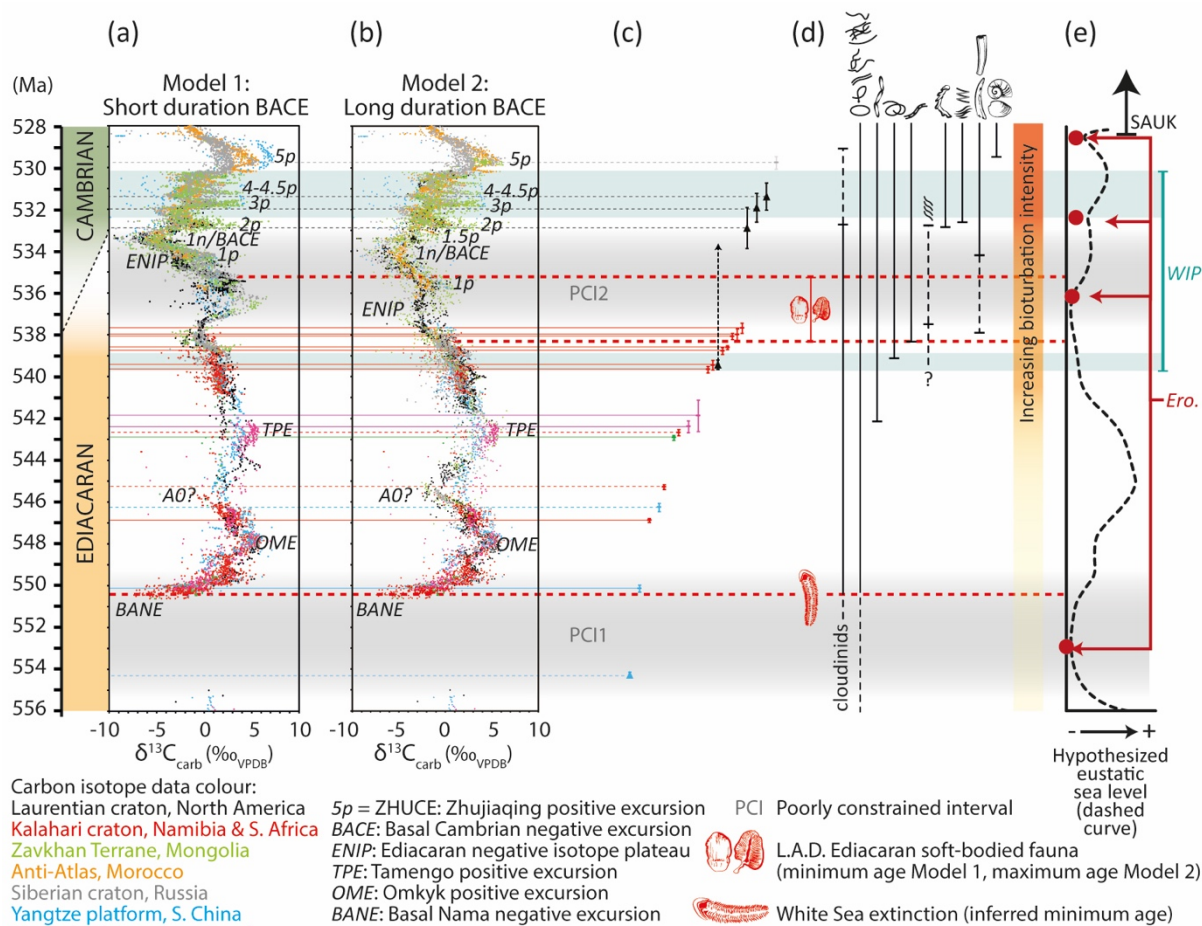 (a)
(b)
(c)
(d)
(e)
(Ma)
Model 1:
Short duration BACE
Model 2:
Long duration BACE
SAUK
528
530
532
534
536
538
540
542
544
546
548
550
552
554
556
CAMBRIAN
EDIACARAN
5p
4-4.5p
3p
2p
1n/BACE
1p
ENIP
TPE
A0?
OME
BANE
-10
-5
0
5
10
δ13Ccarb (‰VPDB)
5p
4-4.5p
3p
2p
1.5p
1n/BACE
1p
ENIP
TPE
A0?
OME
BANE
-10
-5
0
5
10
δ13Ccarb (‰VPDB)
PCI2
PCI1
cloudinids
?
Increasing bioturbation intensity
WIP
Ero.
- +
Hypothesized
eustatic
sea level
(dashed
curve)
Carbon isotope data colour:
Laurentian craton, North America
Kalahari craton, Namibia & S. Africa
Zavkhan Terrane, Mongolia
Anti-Atlas, Morocco
Siberian craton, Russia
Yangtze platform, S. China
5p = ZHUCE: Zhujiaqing positive excursion
BACE: Basal Cambrian negative excursion
ENIP: Ediacaran negative isotope plateau
TPE: Tamengo positive excursion
OME: Omkyk positive excursion
BANE: Basal Nama negative excursion
PCI Poorly constrained interval
L.A.D. Ediacaran soft-bodied fauna
(minimum age Model 1, maximum age Model 2)
White Sea extinction (inferred minimum age)